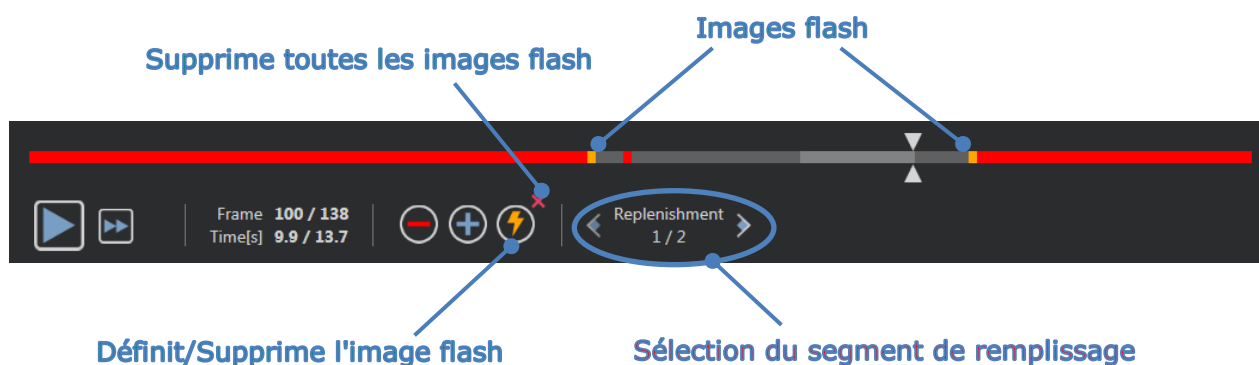 Images flash
Supprime toutes les images flash
Frame 100 / 138
Time[s] 9.9 / 13.7
Replenishment
1 / 2
Définit/Supprime l'image flash
Sélection du segment de remplissage